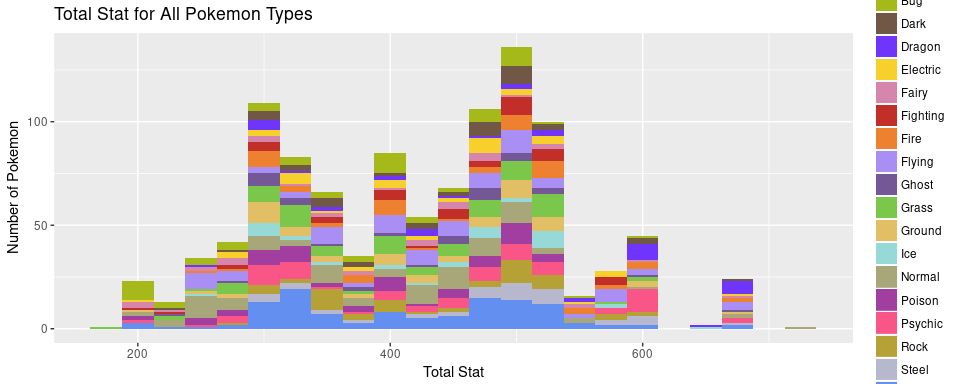 Total Stat for All Pokemon Types
Number of Pokemon
100
50
0
200
400
600
Total Stat
Bug
Dark
Dragon
Electric
Fairy
Fighting
Fire
Flying
Ghost
Grass
Ground
Ice
Normal
Poison
Psychic
Rock
Steel